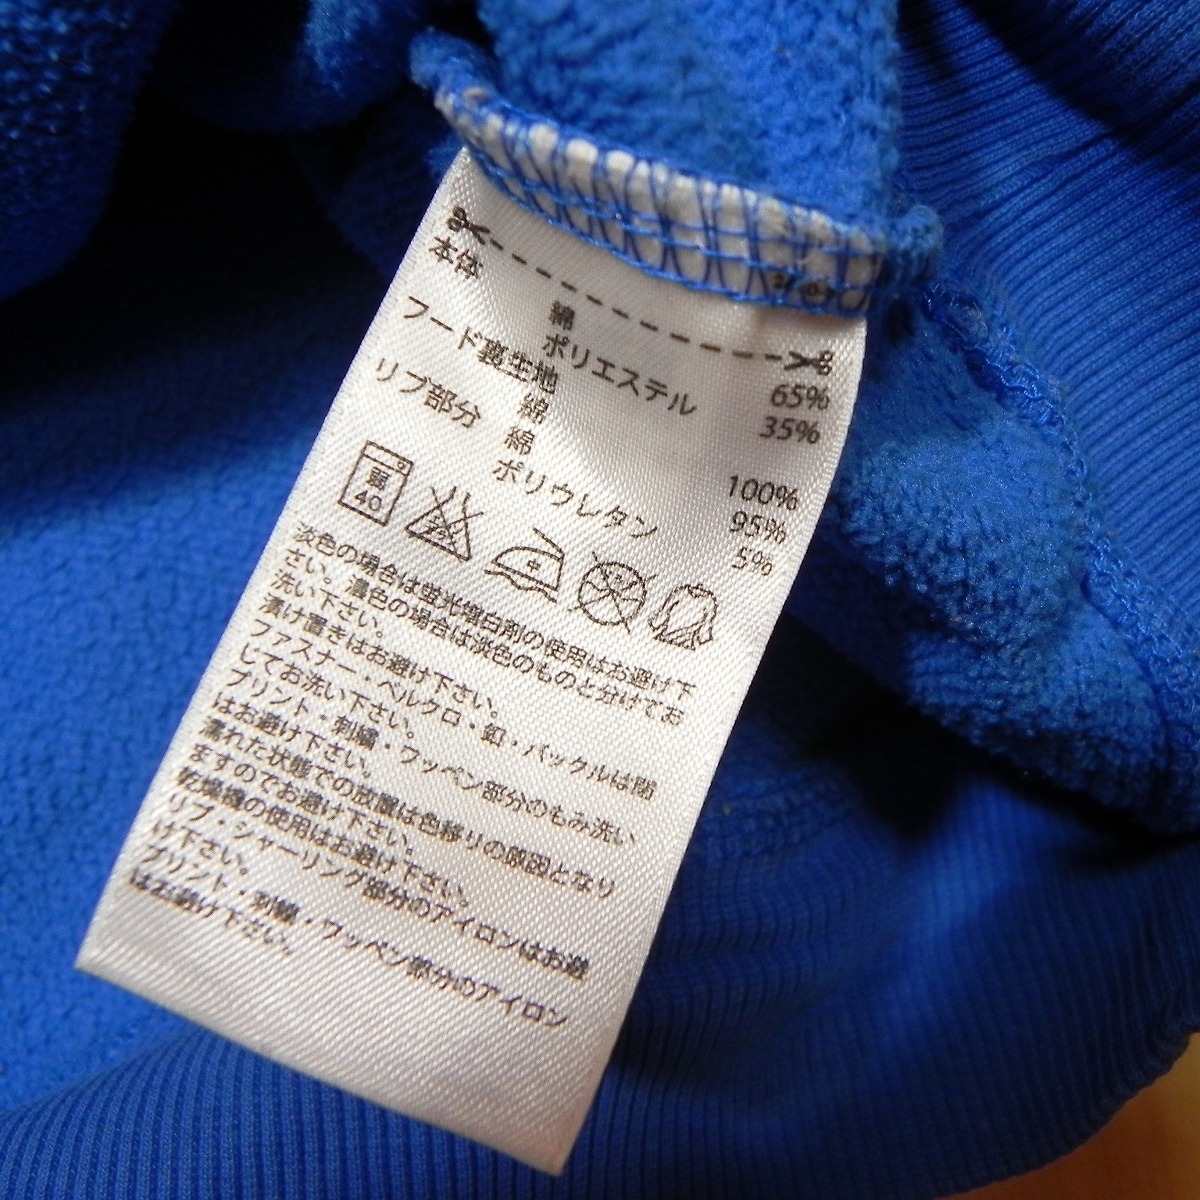 本体
綿 65%
ポリエステル 35%
フード裏生地
綿 100%
リブ部分
綿 95%
ポリウレタン 5%
弱
40
淡色の場合は蛍光増白剤の使用はお避け下
さい。濃色の場合は淡色のものと分けてお
洗い下さい。
漬け置きはお避け下さい。
ファスナー・ベルクロ・釦・バックルは閉
じてお洗い下さい。
プリント・刺繍・ワッペン部分のもみ洗い
はお避け下さい。
濡れた状態での放置は色移りの原因となり
ますのでお避け下さい。
乾燥機の使用はお避け下さい。
リブ・シャーリング部分のアイロンはお避
け下さい。
プリント・刺繍・ワッペン部分のアイロン
はお避け下さい。